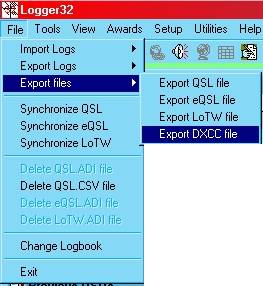 Logger32
File Tools View Awards Setup Utilities
Import Logs
Export Logs
Export files
Export QSL file
Export eQSL file
Export LoTW file
Export DXCC file
Synchronize QSL
Synchronize eQSL
Synchronize LoTW
Delete QSL.ADI file
Delete QSL.CSV file
Delete eQSL.ADI file
Delete LoTW.ADI file
Change Logbook
Exit